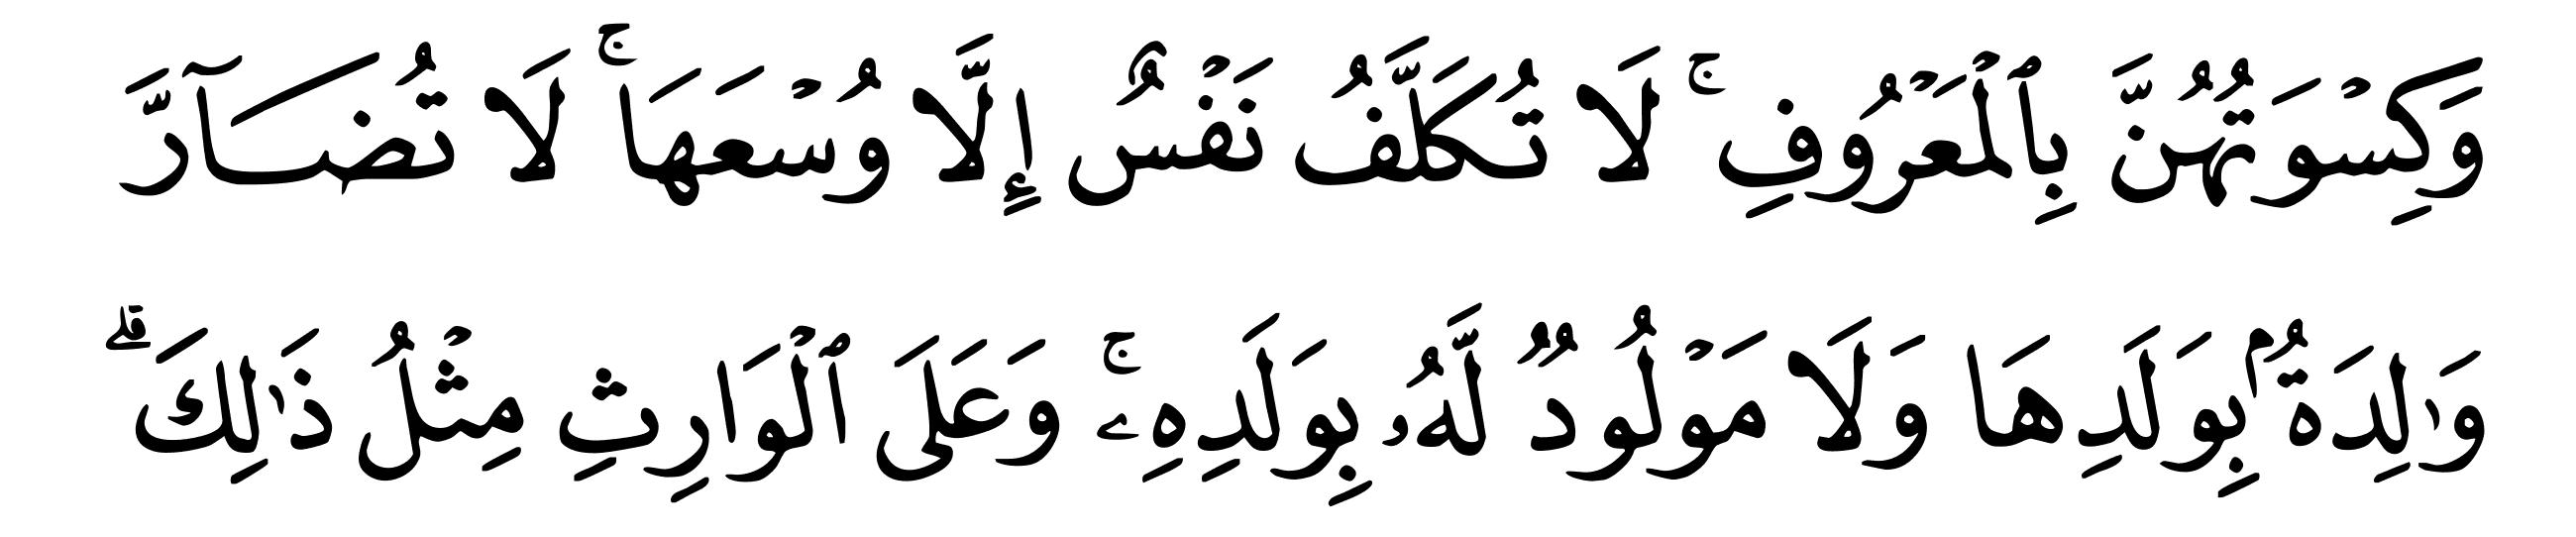 وَكِسۡوَتُهُنَّ بِٱلۡمَعۡرُوفِۚ لَا تُكَلَّفُ نَفۡسٌ إِلَّا وُسۡعَهَاۚ لَا تُضَآرَّ
وَٰلِدَةُۢ بِوَلَدِهَا وَلَا مَوۡلُودٞ لَّهُۥ بِوَلَدِهِۦۚ وَعَلَى ٱلۡوَارِثِ مِثۡلُ ذَٰلِكَۗ